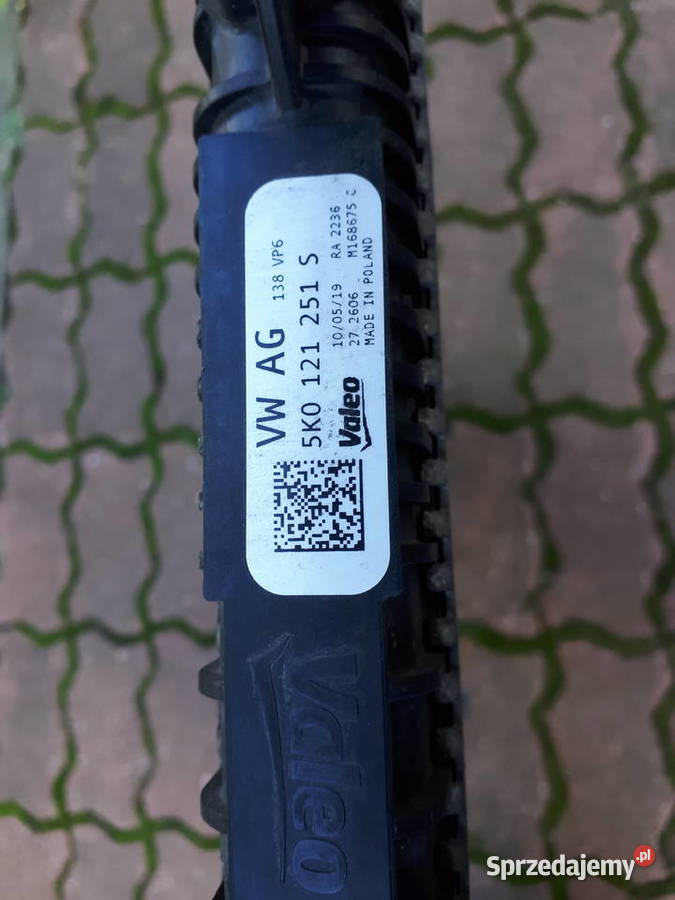 VW AG 138 VP6
5K0 121 251 S
10/05/19 RA 2236
27 2606 M168675 C
MADE IN POLAND
Valeo
Valeo
Sprzedajemy.pl